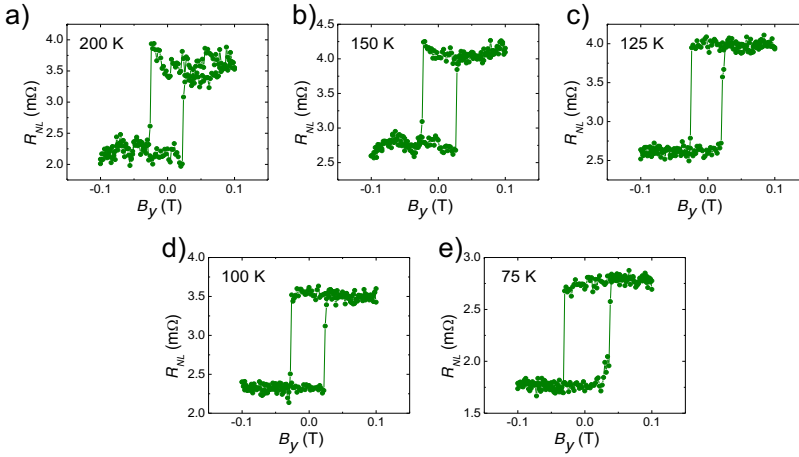 a)
200 K
4.0
3.5
3.0
2.5
2.0
R_NL (mΩ)
-0.1 0.0 0.1
B_y (T)
b)
150 K
4.5
4.0
3.5
3.0
2.5
R_NL (mΩ)
-0.1 0.0 0.1
B_y (T)
c)
125 K
4.0
3.5
3.0
2.5
R_NL (mΩ)
-0.1 0.0 0.1
B_y (T)
d)
100 K
4.0
3.5
3.0
2.5
2.0
R_NL (mΩ)
-0.1 0.0 0.1
B_y (T)
e)
75 K
3.0
2.5
2.0
1.5
R_NL (mΩ)
-0.1 0.0 0.1
B_y (T)